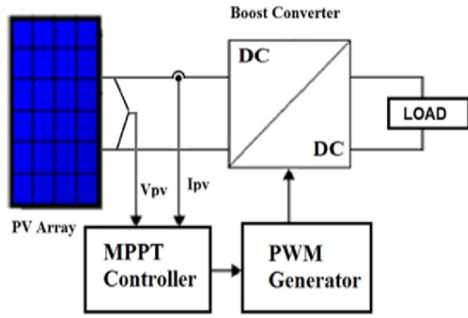 Boost Converter
DC
DC
LOAD
Vpv
Ipv
PV Array
MPPT
Controller
PWM
Generator